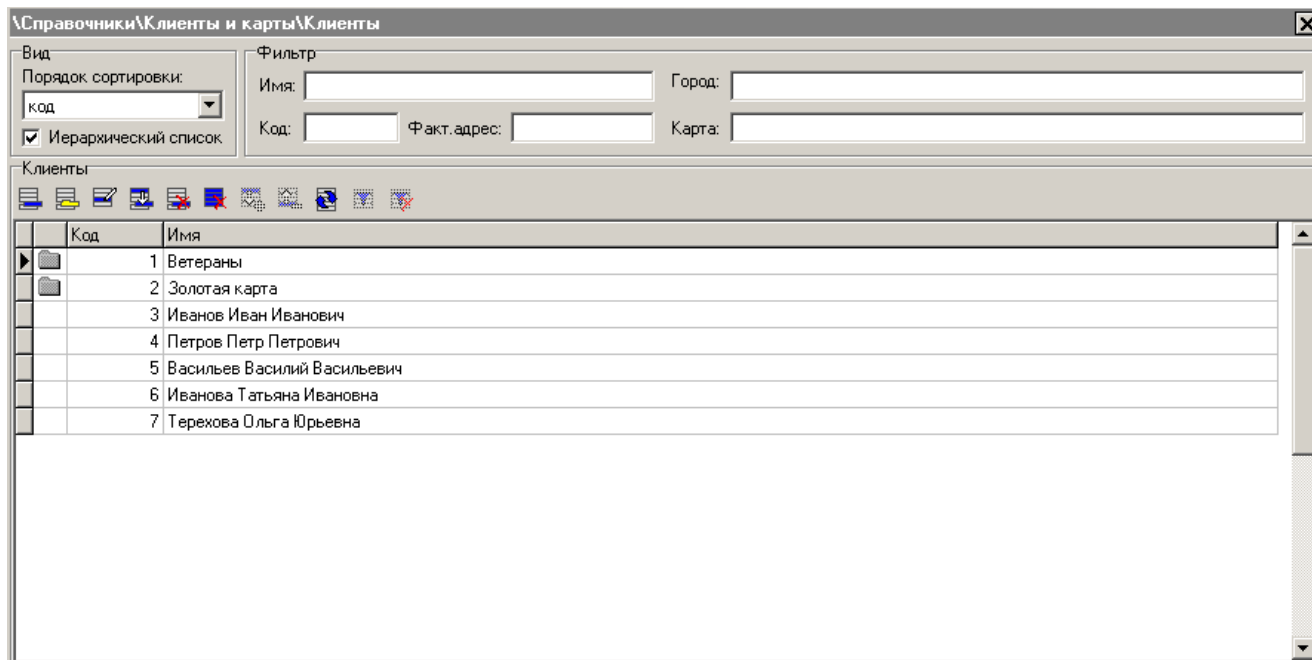 \Справочники\Клиенты и карты\Клиенты
Вид
Порядок сортировки:
код
Иерархический список
Фильтр
Имя:
Город:
Код:
Факт.адрес:
Карта:
Клиенты
Код Имя
1 Ветераны
2 Золотая карта
3 Иванов Иван Иванович
4 Петров Петр Петрович
5 Васильев Василий Васильевич
6 Иванова Татьяна Ивановна
7 Терехова Ольга Юрьевна